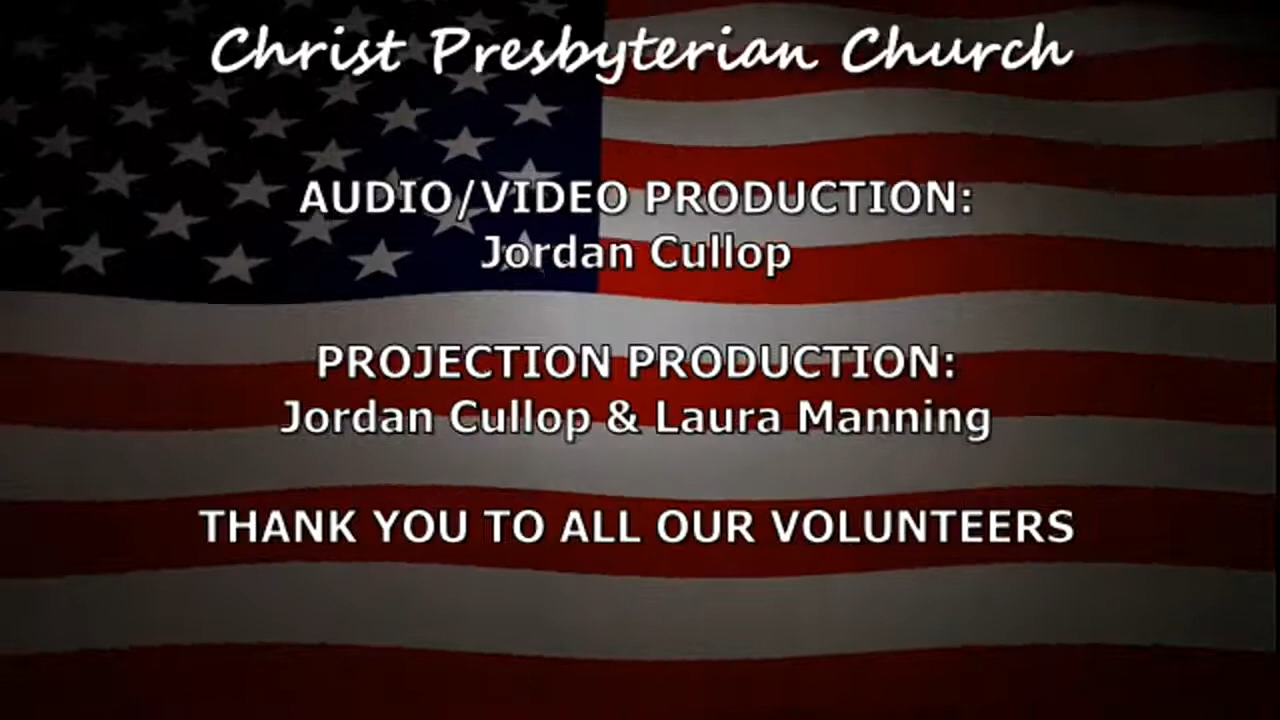 Christ Presbyterian Church
AUDIO/VIDEO PRODUCTION:
Jordan Cullop
PROJECTION PRODUCTION:
Jordan Cullop & Laura Manning
THANK YOU TO ALL OUR VOLUNTEERS